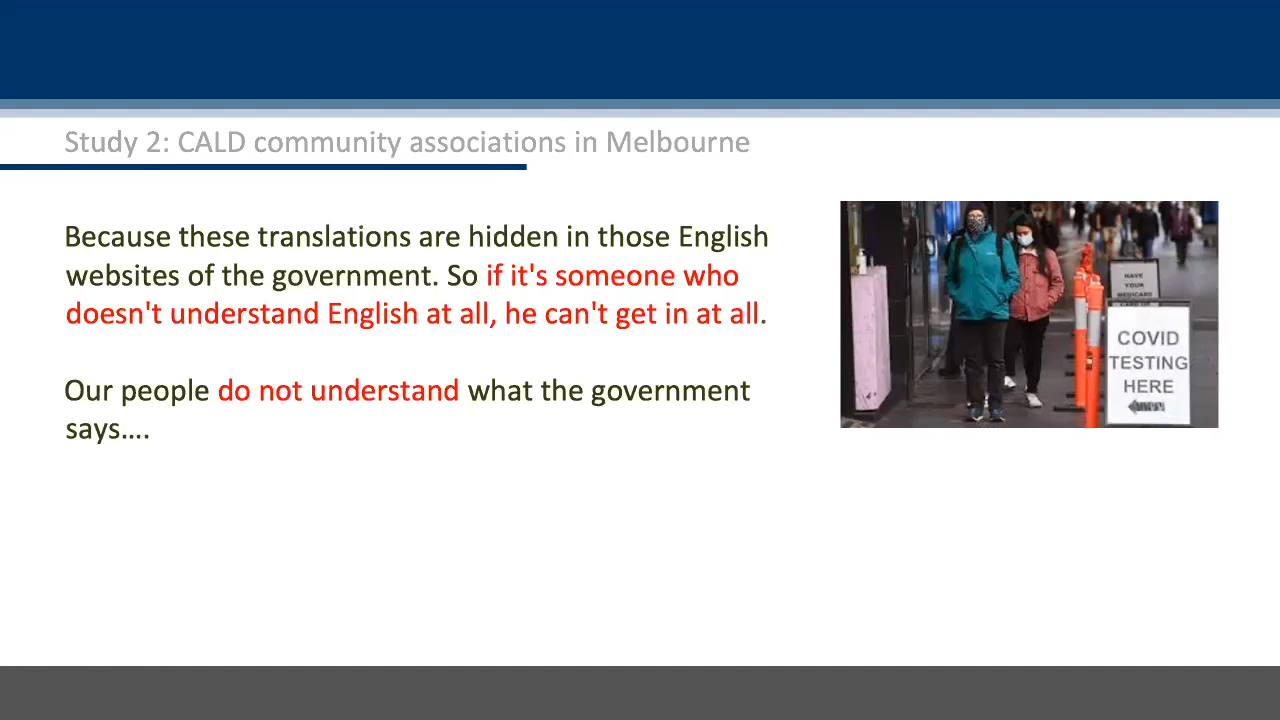 Study 2: CALD community associations in Melbourne
Because these translations are hidden in those English
websites of the government. So if it's someone who
doesn't understand English at all, he can't get in at all.
Our people do not understand what the government
says....
HAVE
YOUR
MEDICARE
COVID
TESTING
HERE